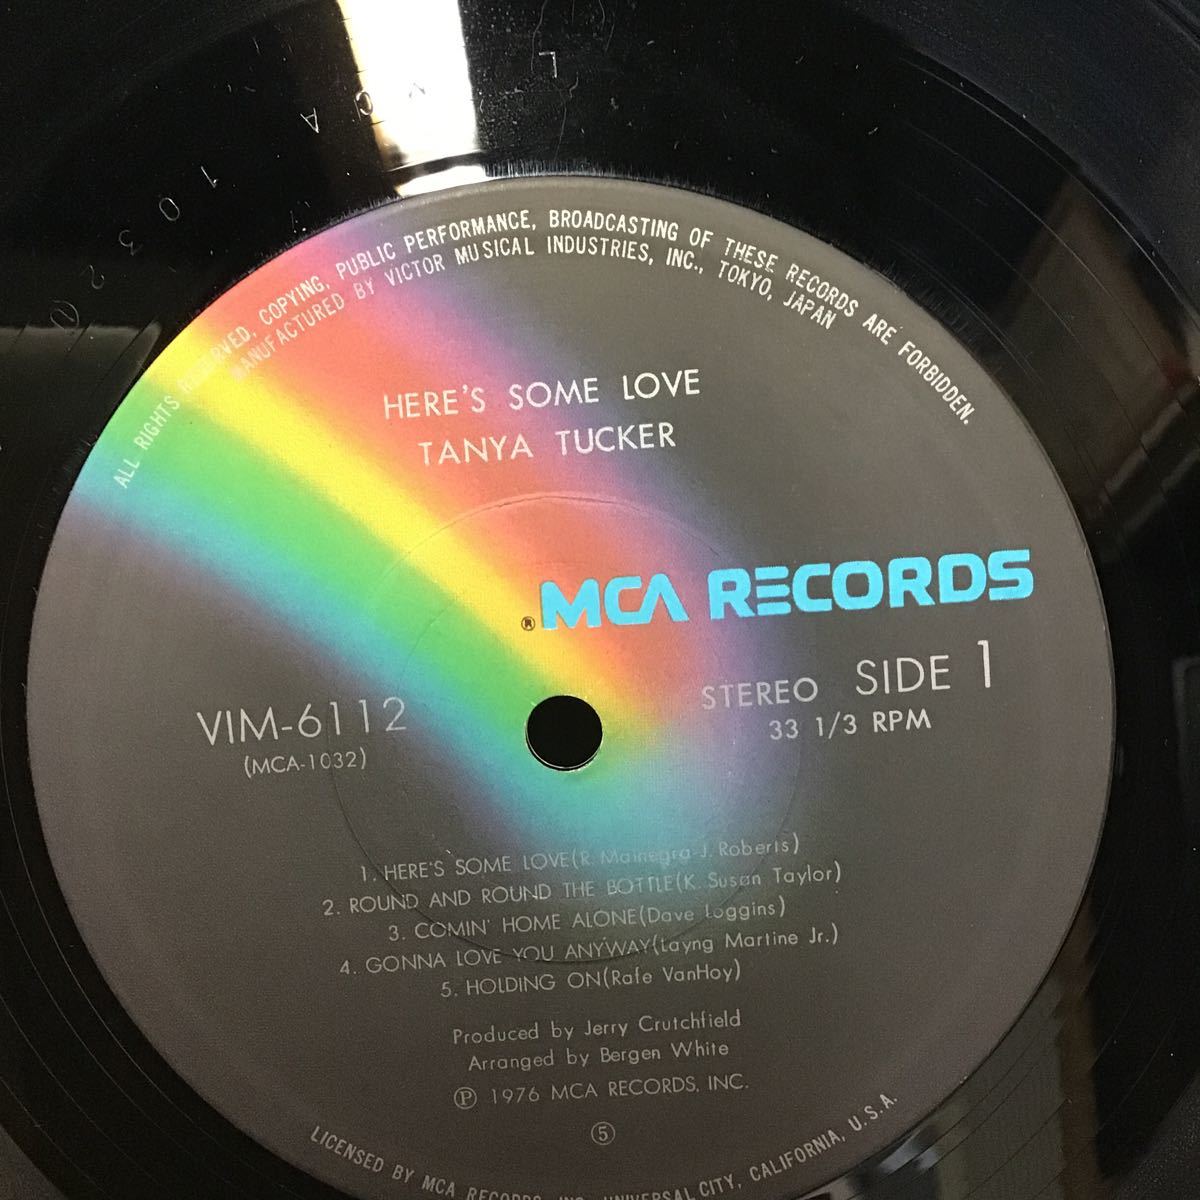 ALL RIGHTS RESERVED, COPYING, PUBLIC PERFORMANCE, BROADCASTING OF THESE RECORDS ARE FORBIDDEN.
MANUFACTURED BY VICTOR MUSICAL INDUSTRIES, INC., TOKYO, JAPAN
HERE'S SOME LOVE
TANYA TUCKER
® MCA RECORDS
STEREO SIDE 1
33 1/3 RPM
VIM-6112
(MCA-1032)
1. HERE'S SOME LOVE(R. Mainegra-J. Roberts)
2. ROUND AND ROUND THE BOTTLE(K. Susan Taylor)
3. COMIN' HOME ALONE(Dave Loggins)
4. GONNA LOVE YOU ANYWAY(Layng Martine Jr.)
5. HOLDING ON(Rafe VanHoy)
Produced by Jerry Crutchfield
Arranged by Bergen White
Ⓟ 1976 MCA RECORDS, INC.
⑤
LICENSED BY MCA RECORDS, INC. UNIVERSAL CITY, CALIFORNIA, U.S.A.